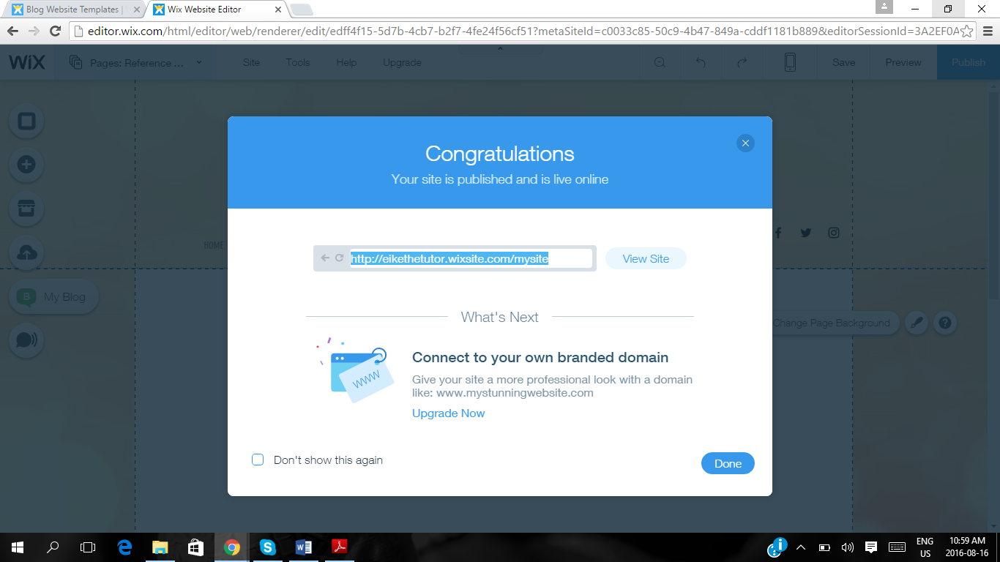 Blog Website Templates |
Wix Website Editor
editor.wix.com/html/editor/web/renderer/edit/edff4f15-5d7b-4cb7-b2f7-4fe24f56cf51?metaSiteId=c0033c85-50c9-4b47-849a-cddf1181b889&editorSessionId=3A2EF0A
WiX Pages: Reference ... Site Tools Help Upgrade Save Preview Publish
Congratulations
Your site is published and is live online
HOME
http://eikethetutor.wixsite.com/mysite View Site
B My Blog
What's Next
Change Page Background ?
WWW
Connect to your own branded domain
Give your site a more professional look with a domain
like: www.mystunningwebsite.com
Upgrade Now
Don't show this again
Done
ENG
US
10:59 AM
2016-08-16